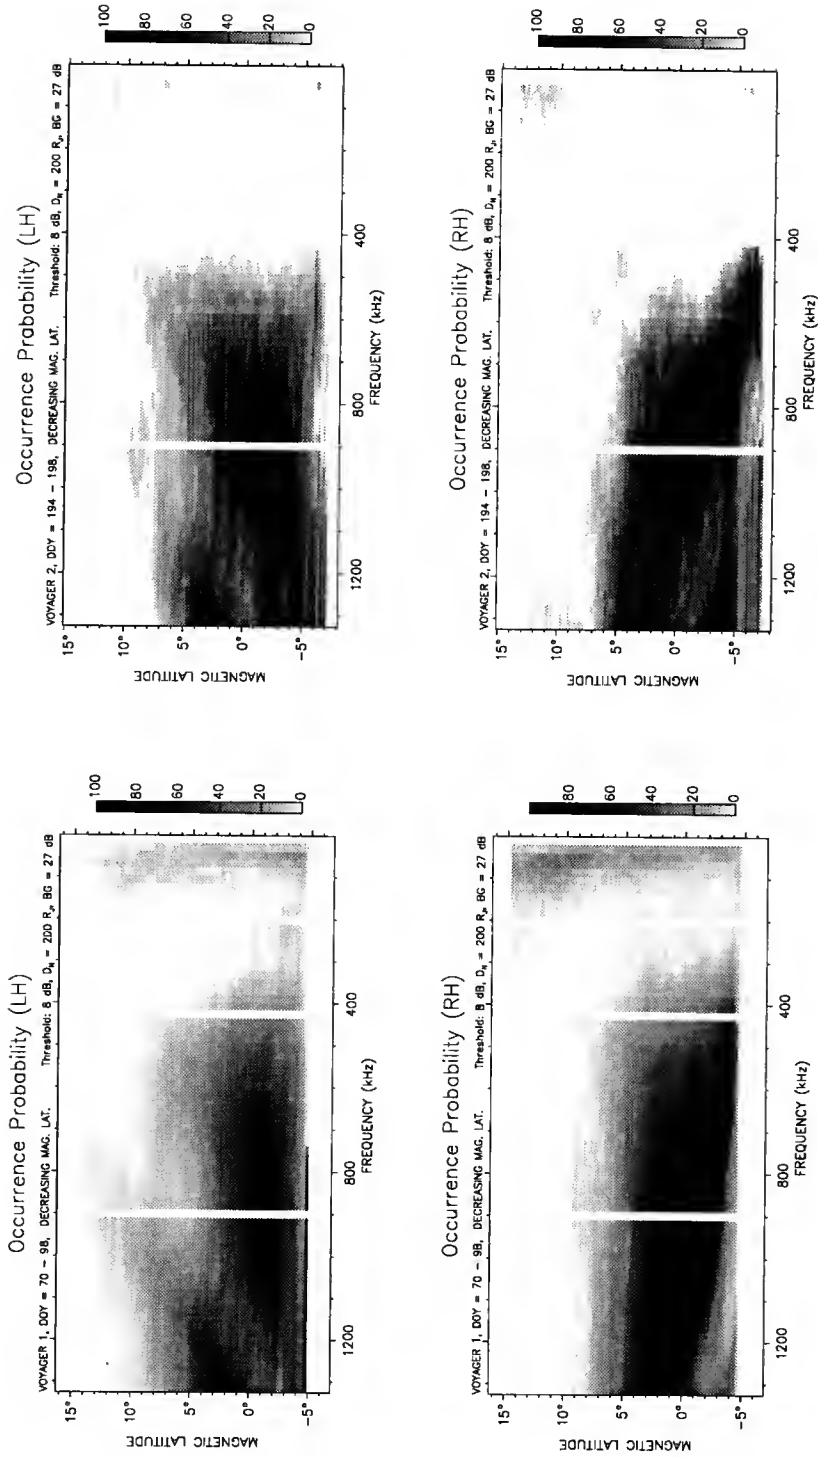 Occurrence Probability (LH)
VOYAGER 1, DOY = 70 - 98, DECREASING MAG. LAT. Threshold: 8 dB, D_N = 200 R_J, BG = 27 dB
MAGNETIC LATITUDE
15°
10°
5°
0°
-5°
1200 800 400
FREQUENCY (kHz)
100
80
60
40
20
0
Occurrence Probability (LH)
VOYAGER 2, DOY = 194 - 198, DECREASING MAG. LAT. Threshold: 8 dB, D_N = 200 R_J, BG = 27 dB
MAGNETIC LATITUDE
15°
10°
5°
0°
-5°
1200 800 400
FREQUENCY (kHz)
100
80
60
40
20
0
Occurrence Probability (RH)
VOYAGER 1, DOY = 70 - 98, DECREASING MAG. LAT. Threshold: 8 dB, D_N = 200 R_J, BG = 27 dB
MAGNETIC LATITUDE
15°
10°
5°
0°
-5°
1200 800 400
FREQUENCY (kHz)
80
60
40
20
0
Occurrence Probability (RH)
VOYAGER 2, DOY = 194 - 198, DECREASING MAG. LAT. Threshold: 8 dB, D_N = 200 R_J, BG = 27 dB
MAGNETIC LATITUDE
15°
10°
5°
0°
-5°
1200 800 400
FREQUENCY (kHz)
100
80
60
40
20
0